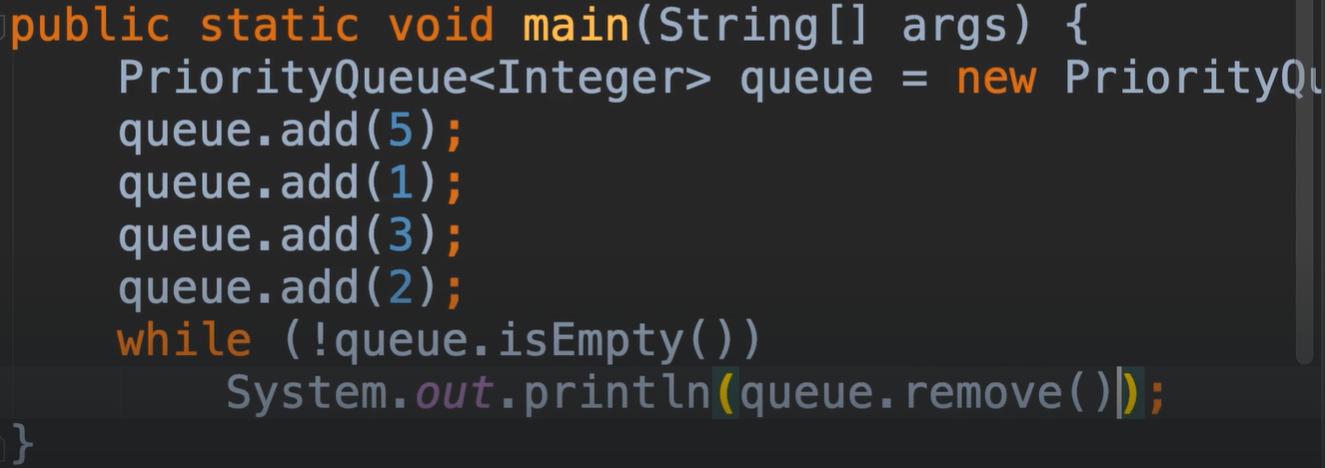 public static void main(String[] args) {
PriorityQueue<Integer> queue = new PriorityQu
queue.add(5);
queue.add(1);
queue.add(3);
queue.add(2);
while (!queue.isEmpty())
System.out.println(queue.remove());
}